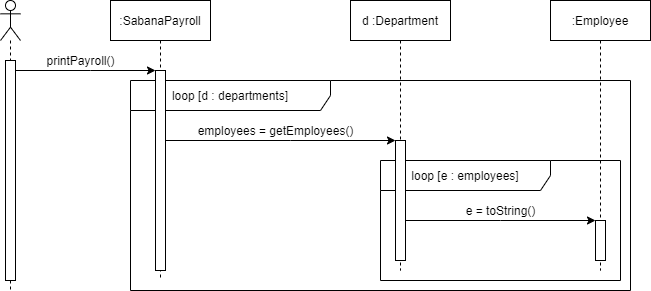 :SabanaPayroll
d :Department
:Employee
printPayroll()
loop [d : departments]
employees = getEmployees()
loop [e : employees]
e = toString()